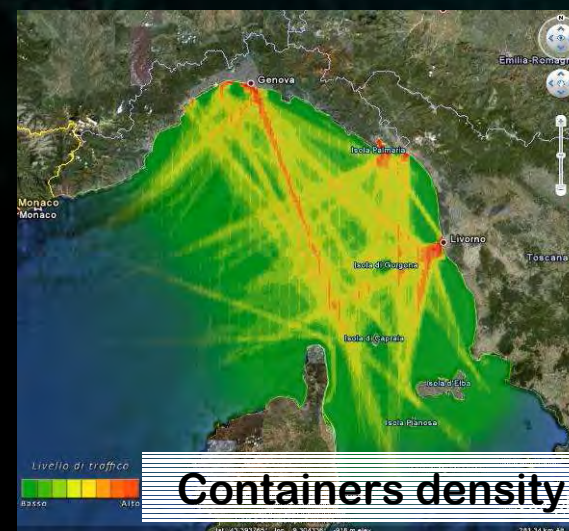 N
Emilia-Romagn
Genova
Isola Palmaria
Monaco
Monaco
Livorno
Toscana
Isola di Gorgona
Isola di Capraia
Isola d'Elba
Isola Pianosa
Livello di traffico
Basso Alto
Containers density